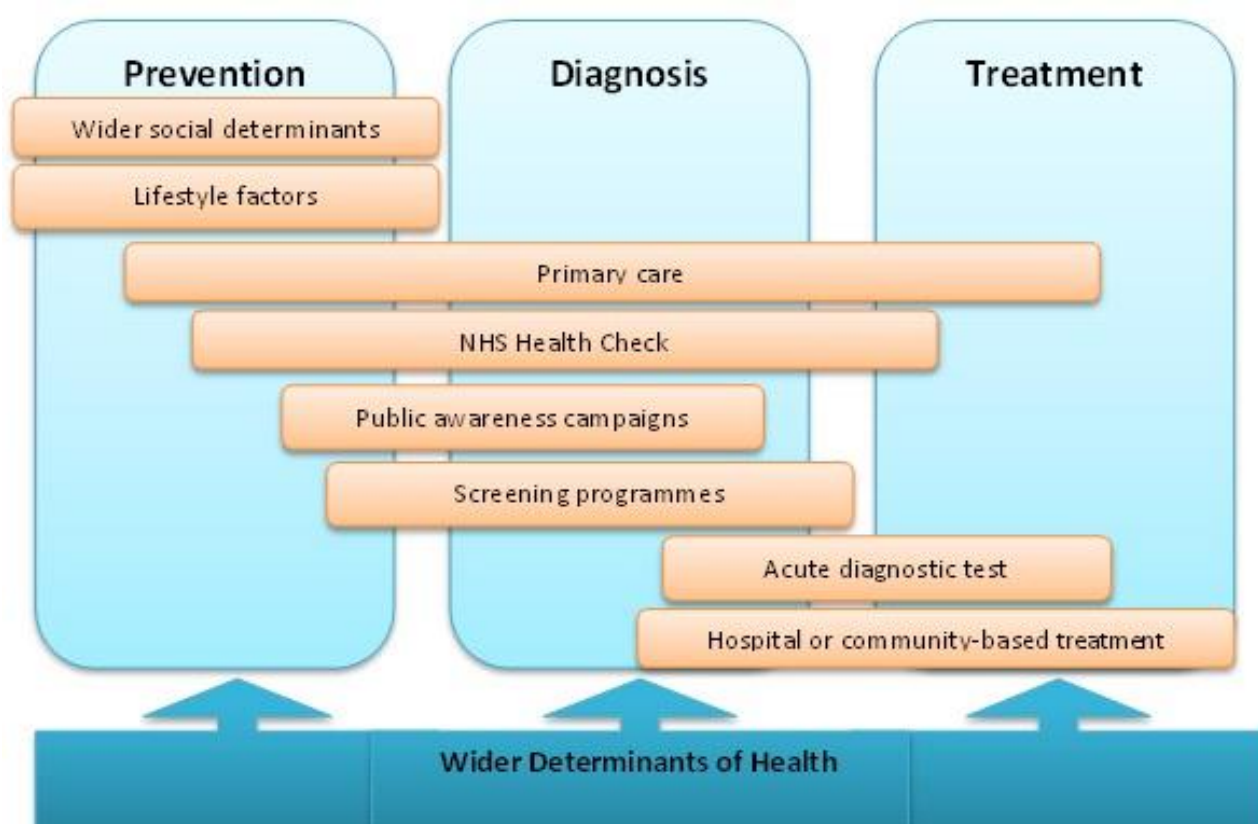 Prevention
Diagnosis
Treatment
Wider social determinants
Lifestyle factors
Primary care
NHS Health Check
Public awareness campaigns
Screening programmes
Acute diagnostic test
Hospital or community-based treatment
Wider Determinants of Health